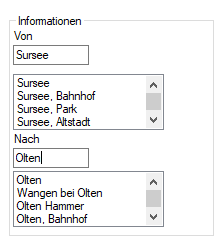 Informationen
Von
Sursee
Sursee
Sursee, Bahnhof
Sursee, Park
Sursee, Altstadt
Nach
Olten
Olten
Wangen bei Olten
Olten Hammer
Olten, Bahnhof